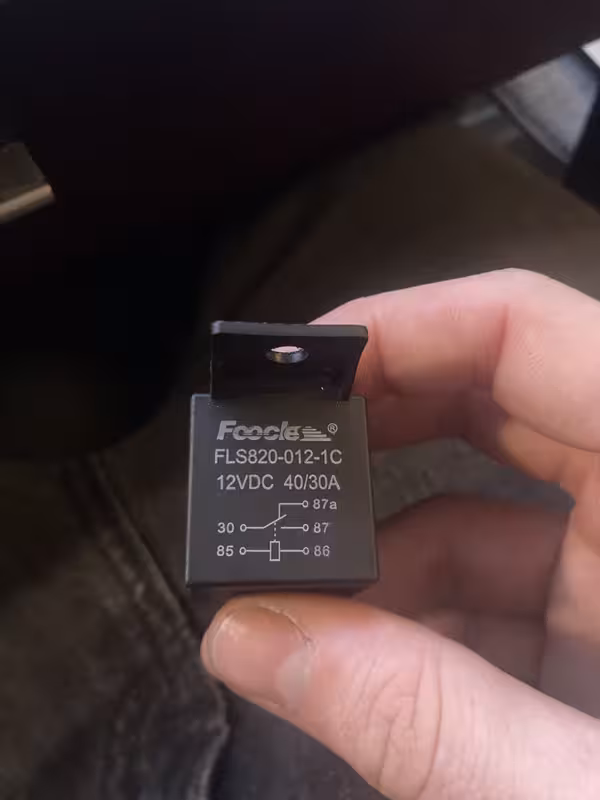 Foocle®
FLS820-012-1C
12VDC 40/30A
87a
30 87
85 86